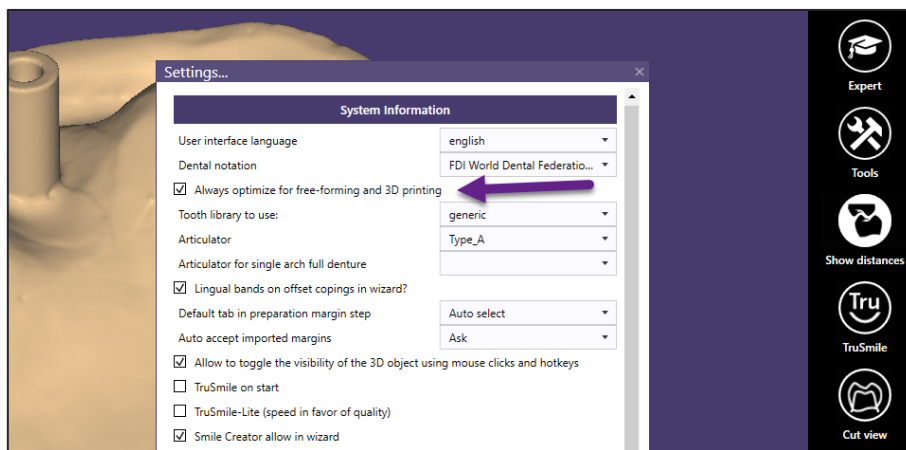 Settings...
System Information
User interface language english
Dental notation FDI World Dental Federatio...
Always optimize for free-forming and 3D printing
Tooth library to use: generic
Articulator Type_A
Articulator for single arch full denture
Lingual bands on offset copings in wizard?
Default tab in preparation margin step Auto select
Auto accept imported margins Ask
Allow to toggle the visibility of the 3D object using mouse clicks and hotkeys
TruSmile on start
TruSmile-Lite (speed in favor of quality)
Smile Creator allow in wizard
Expert
Tools
Show distances
Tru
TruSmile
Cut view